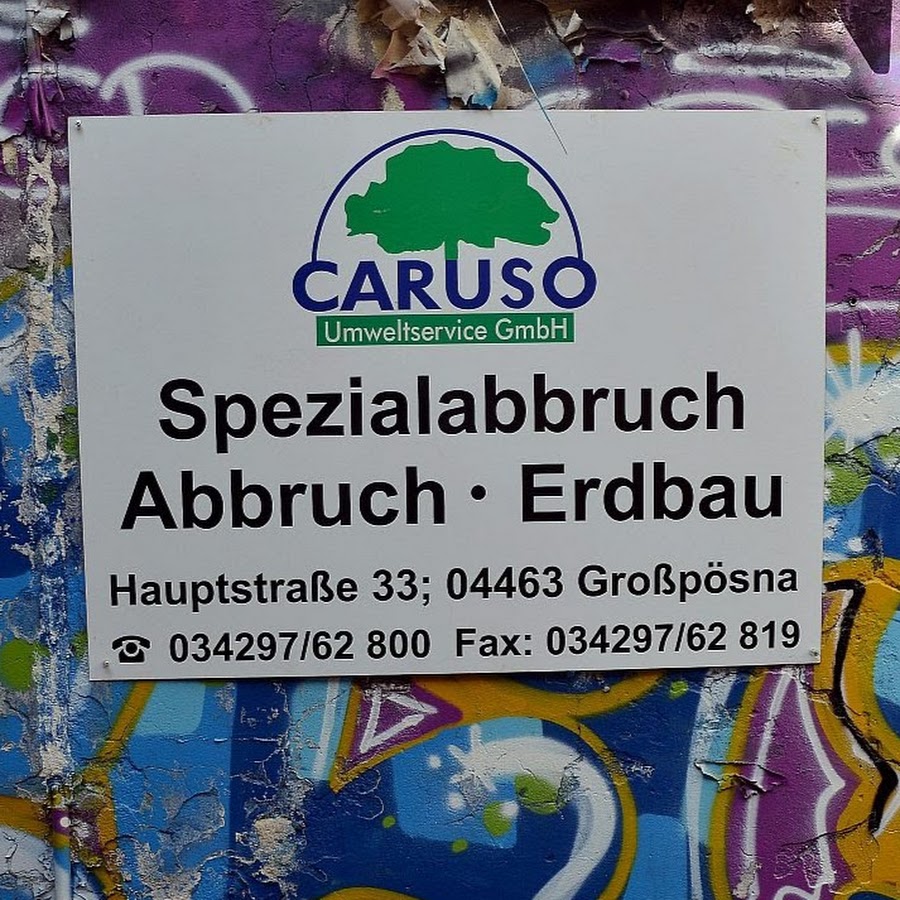 CARUSO
Umweltservice GmbH
Spezialabbruch
Abbruch · Erdbau
Hauptstraße 33; 04463 Großpösna
☎ 034297/62 800 Fax: 034297/62 819